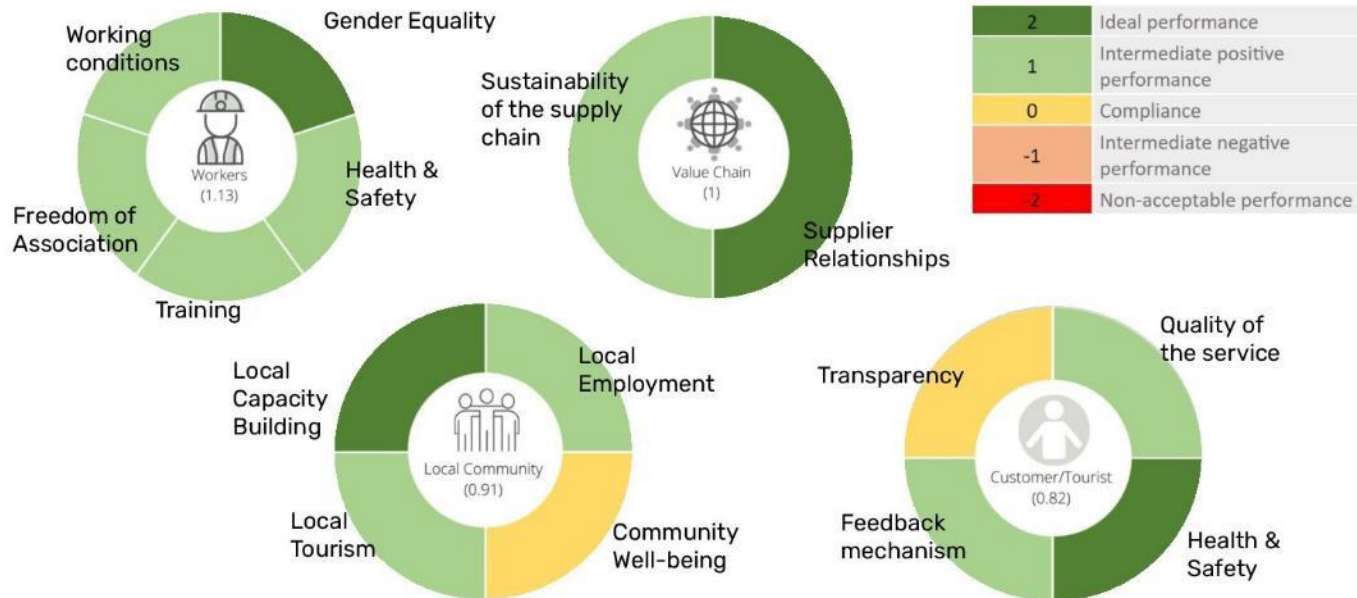 Gender Equality
Working
conditions
Health &
Safety
Freedom of
Association
Training
Workers
(1.13)
Sustainability
of the supply
chain
Supplier
Relationships
Value Chain
(1)
2 Ideal performance
1 Intermediate positive
performance
0 Compliance
-1 Intermediate negative
performance
-2 Non-acceptable performance
Local
Capacity
Building
Local
Employment
Local
Tourism
Community
Well-being
Local Community
(0.91)
Transparency
Quality of
the service
Feedback
mechanism
Health &
Safety
Customer/Tourist
(0.82)